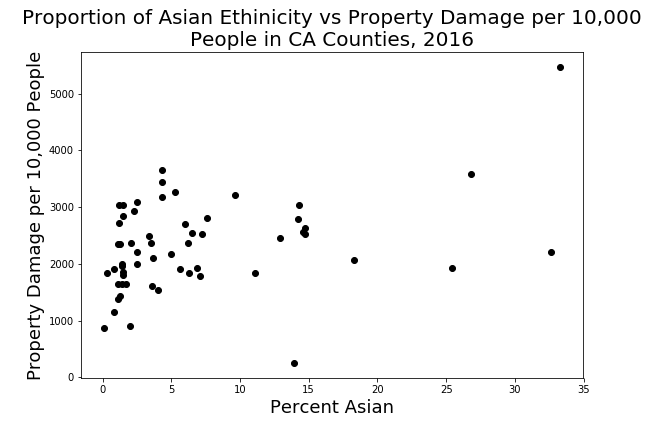 Proportion of Asian Ethinicity vs Property Damage per 10,000
People in CA Counties, 2016
Property Damage per 10,000 People
5000
4000
3000
2000
1000
0
0 5 10 15 20 25 30 35
Percent Asian